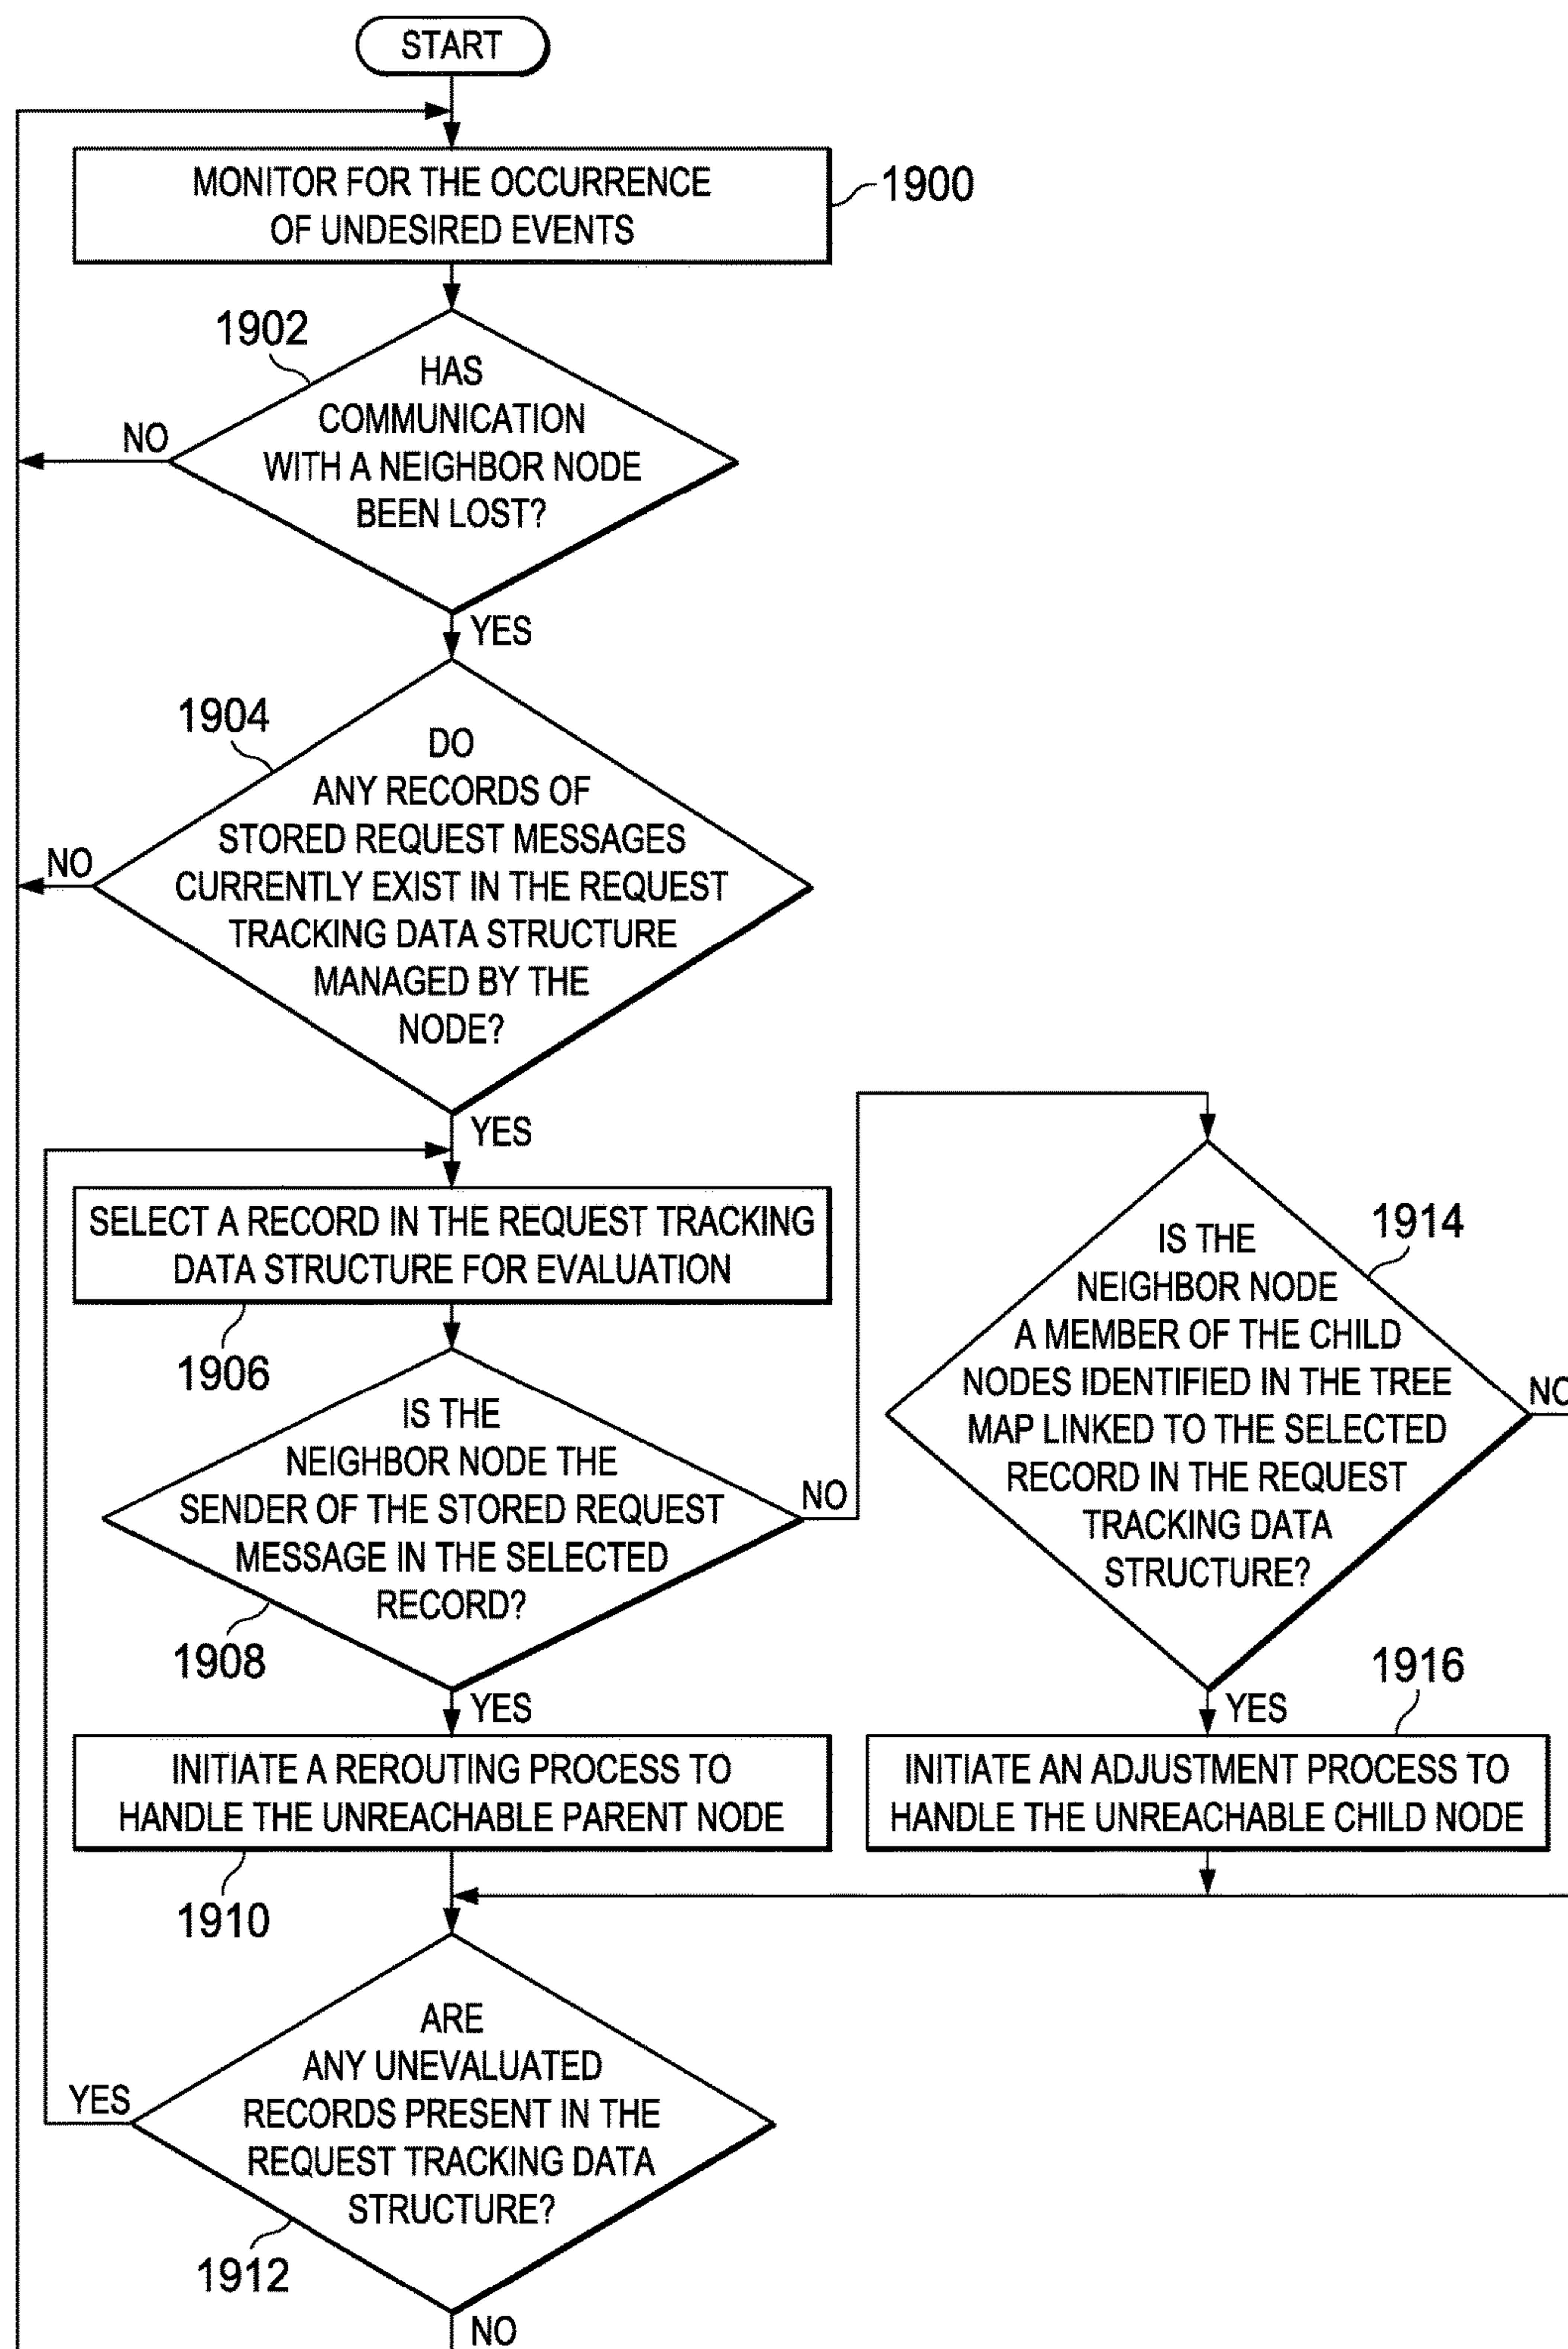 START
MONITOR FOR THE OCCURRENCE
OF UNDESIRED EVENTS
1900
1902
HAS
COMMUNICATION
WITH A NEIGHBOR NODE
BEEN LOST?
NO
YES
1904
DO
ANY RECORDS OF
STORED REQUEST MESSAGES
CURRENTLY EXIST IN THE REQUEST
TRACKING DATA STRUCTURE
MANAGED BY THE
NODE?
NO
YES
SELECT A RECORD IN THE REQUEST TRACKING
DATA STRUCTURE FOR EVALUATION
1906
IS THE
NEIGHBOR NODE THE
SENDER OF THE STORED REQUEST
MESSAGE IN THE SELECTED
RECORD?
NO
1908
YES
INITIATE A REROUTING PROCESS TO
HANDLE THE UNREACHABLE PARENT NODE
1910
1914
IS THE
NEIGHBOR NODE
A MEMBER OF THE CHILD
NODES IDENTIFIED IN THE TREE
MAP LINKED TO THE SELECTED
RECORD IN THE REQUEST
TRACKING DATA
STRUCTURE?
NO
YES
1916
INITIATE AN ADJUSTMENT PROCESS TO
HANDLE THE UNREACHABLE CHILD NODE
ARE
ANY UNEVALUATED
RECORDS PRESENT IN THE
REQUEST TRACKING DATA
STRUCTURE?
YES
1912
NO